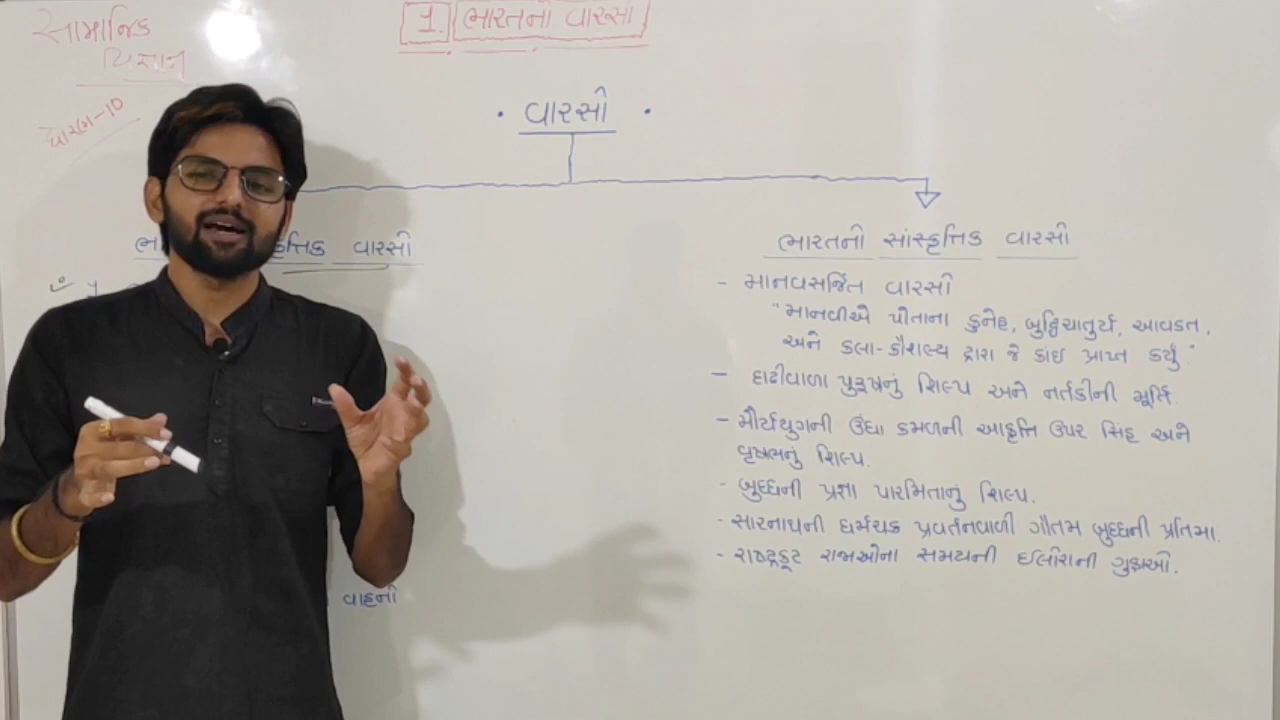 સામાજિક
વિજ્ઞાન
ધોરણ-10
1. ભારતનો વારસો
• વારસો •
ભા ત્તિક વારસો
ભારતનો સાંસ્કૃત્તિક વારસો
- માનવસર્જિત વારસો
"માનવીએ પોતાના કુનેહ, બુદ્ધિચાતુર્ય, આવડત,
અને કલા-કૌશલ્ય દ્વારા જે કાંઇ પ્રાપ્ત કર્યું."
- દાઢીવાળા પુરૂષનું શિલ્પ અને નર્તકીની મૂર્તિ.
- મૌર્યયુગની ઉંધા કમળની આકૃત્તિ ઉપર સિંહ અને
વૃષભનું શિલ્પ.
- બુધ્ધની પ્રજ્ઞા પારમિતાનું શિલ્પ.
- સારનાથની ધર્મચક્ર પ્રવર્તનવાળી ગૌતમ બુધ્ધની પ્રતિમા.
- રાષ્ટ્રકૂટ રાજાઓના સમયની ઈલોરાની ગુફાઓ.
વાહનો